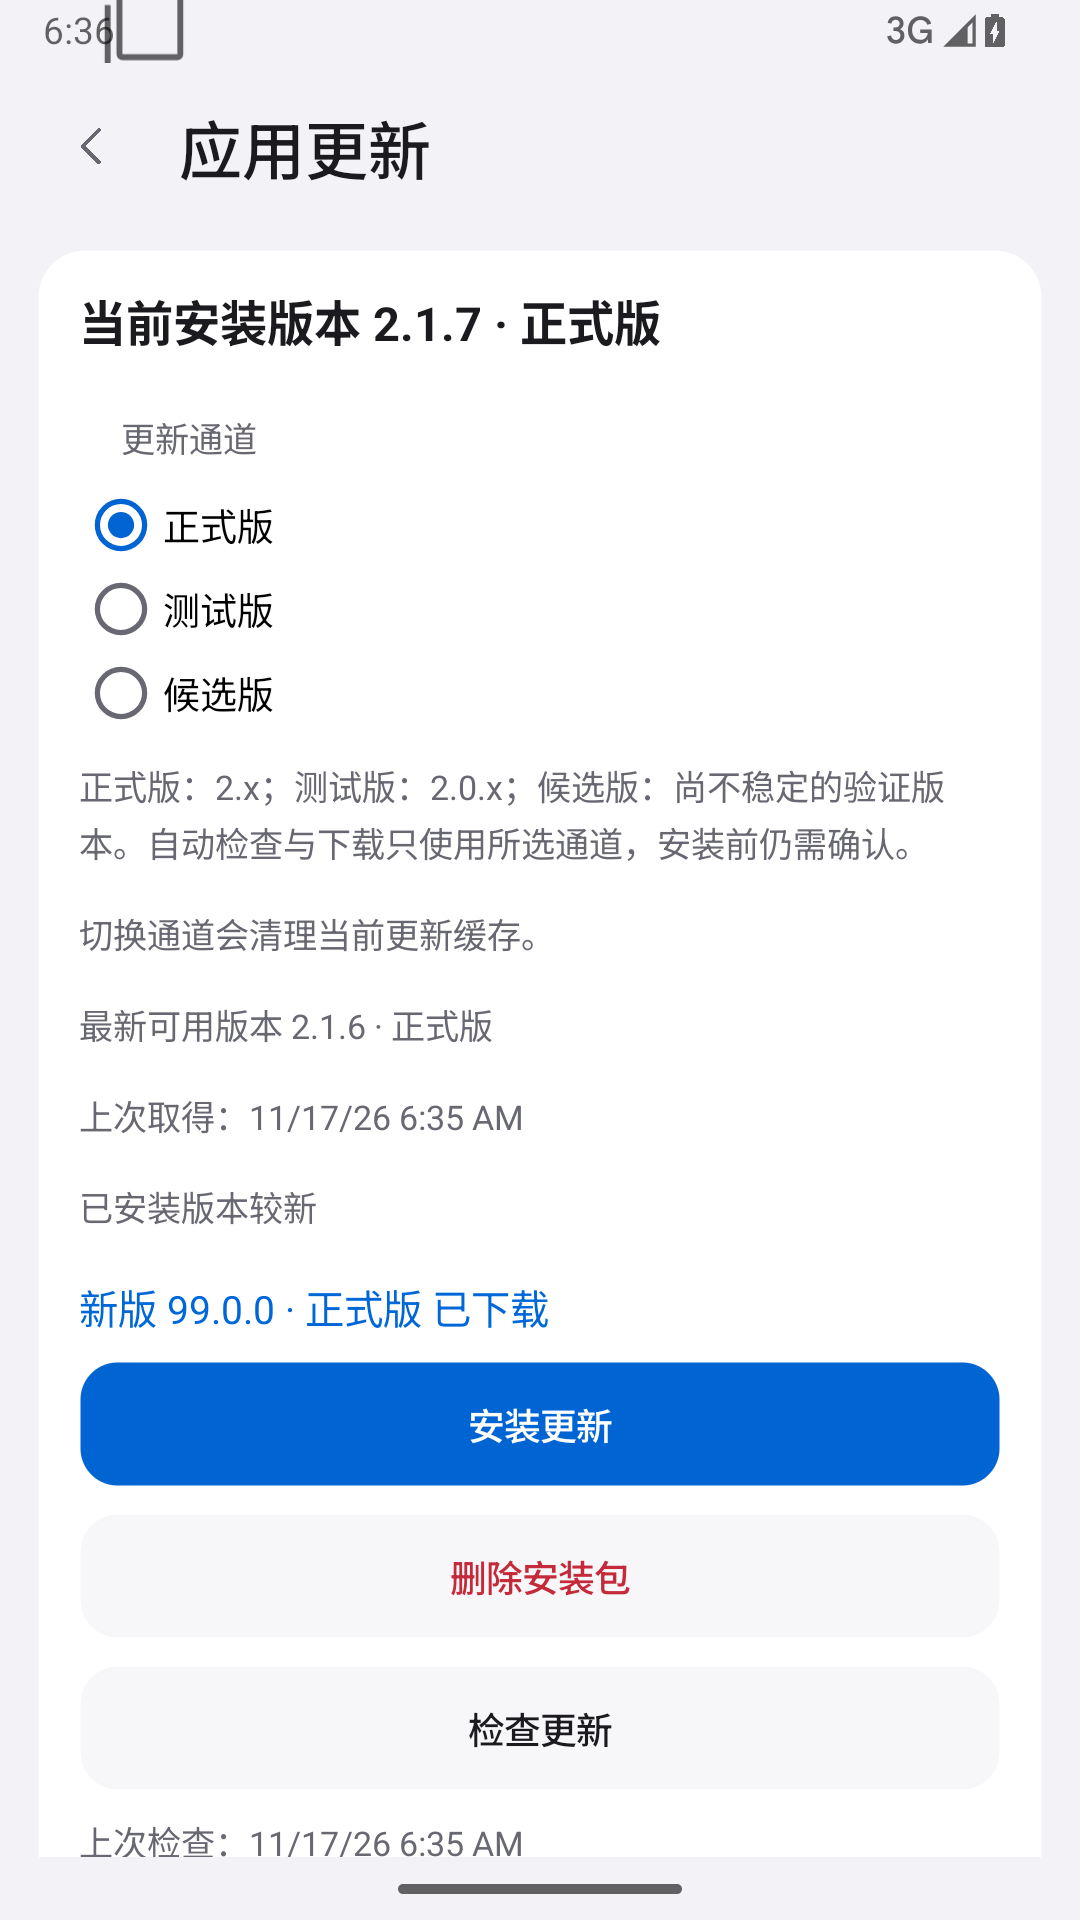 6:36
3G
应用更新
当前安装版本 2.1.7 · 正式版
更新通道
正式版
测试版
候选版
正式版：2.x；测试版：2.0.x；候选版：尚不稳定的验证版
本。自动检查与下载只使用所选通道，安装前仍需确认。
切换通道会清理当前更新缓存。
最新可用版本 2.1.6 · 正式版
上次取得：11/17/26 6:35 AM
已安装版本较新
新版 99.0.0 · 正式版 已下载
安装更新
删除安装包
检查更新
上次检查：11/17/26 6:35 AM